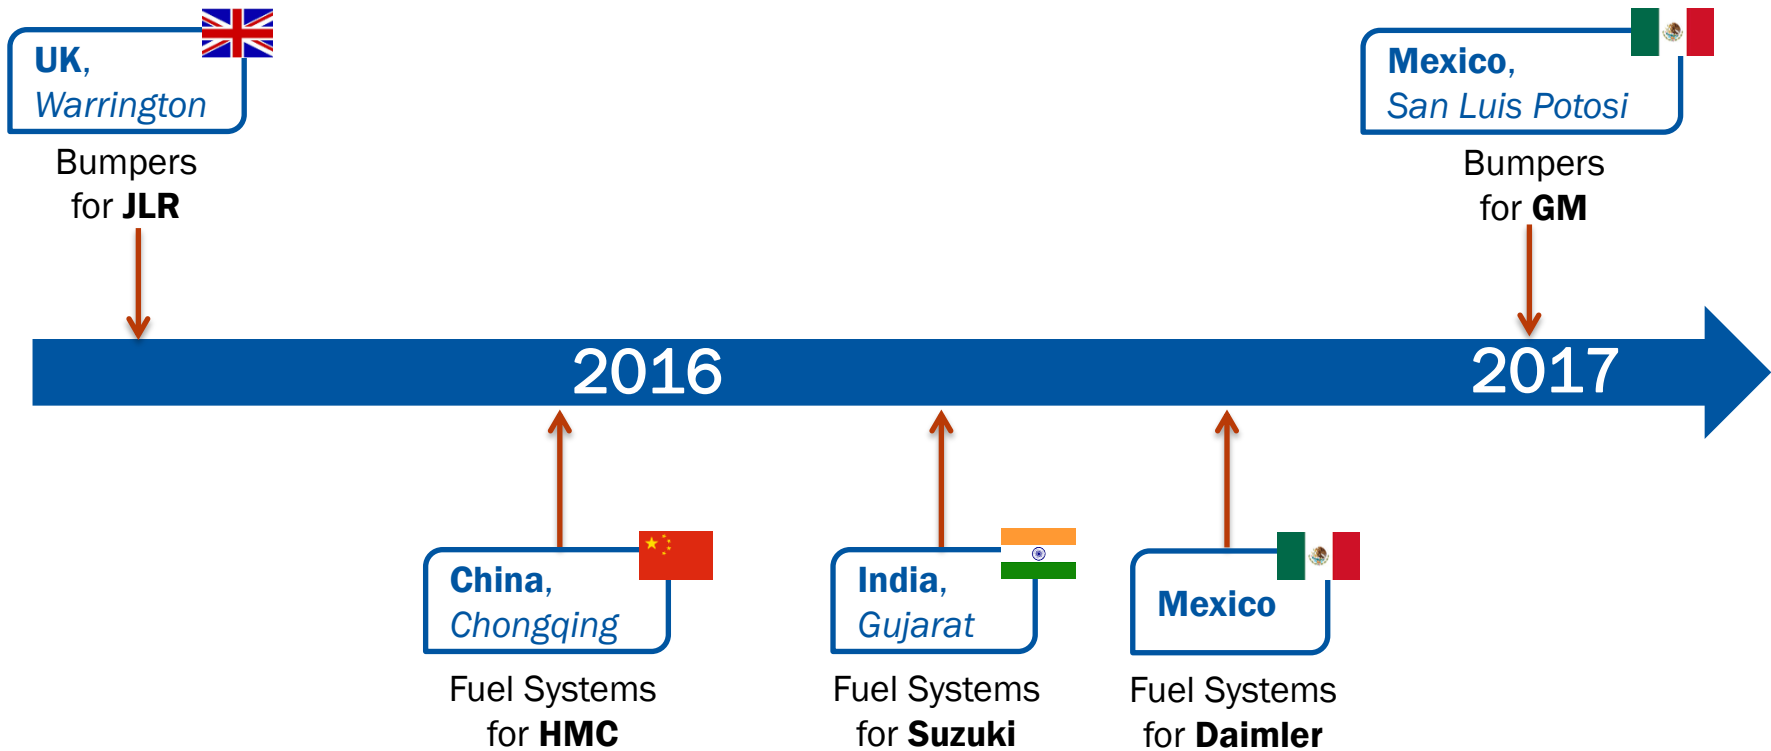 UK,
Warrington
Bumpers
for JLR
Mexico,
San Luis Potosi
Bumpers
for GM
2016
2017
China,
Chongqing
Fuel Systems
for HMC
India,
Gujarat
Fuel Systems
for Suzuki
Mexico
Fuel Systems
for Daimler